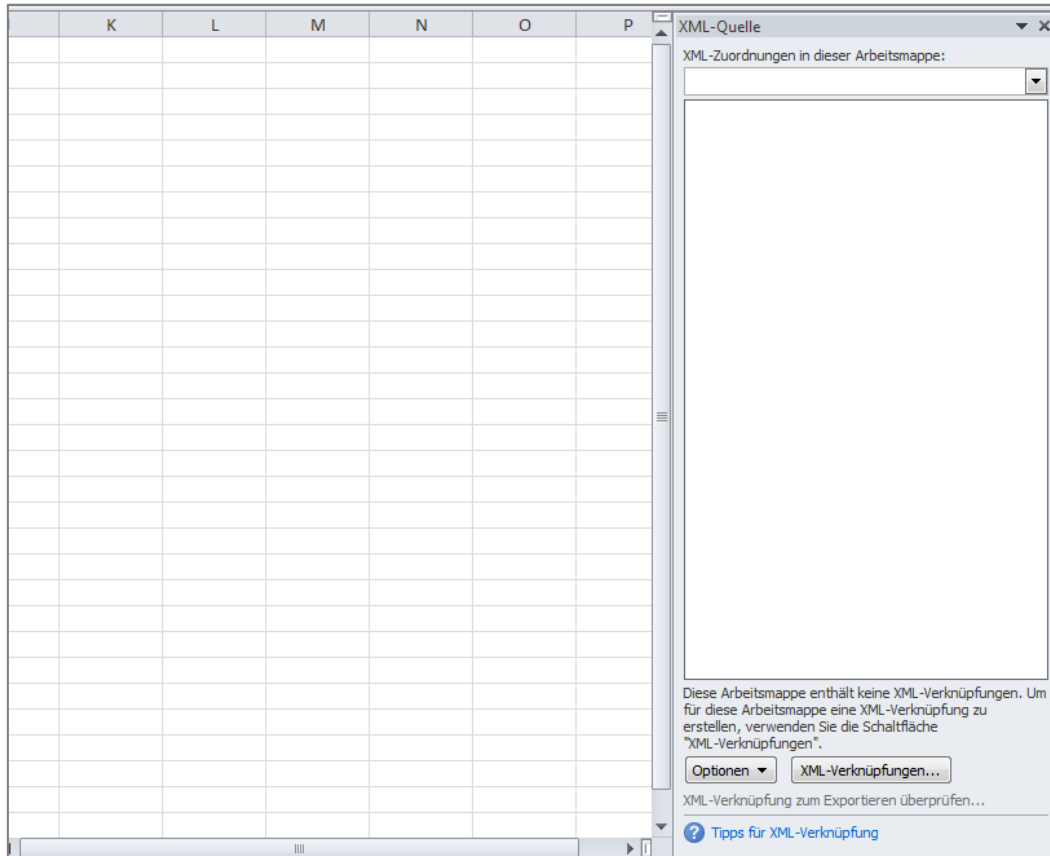 K L M N O P
XML-Quelle
XML-Zuordnungen in dieser Arbeitsmappe:
Diese Arbeitsmappe enthält keine XML-Verknüpfungen. Um
für diese Arbeitsmappe eine XML-Verknüpfung zu
erstellen, verwenden Sie die Schaltfläche
"XML-Verknüpfungen".
Optionen XML-Verknüpfungen...
XML-Verknüpfung zum Exportieren überprüfen...
Tipps für XML-Verknüpfung